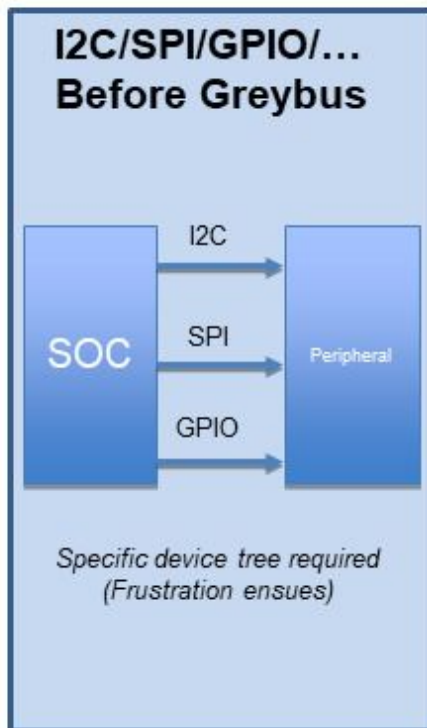 I2C/SPI/GPIO/…
Before Greybus
I2C
SOC
SPI
Peripheral
GPIO
Specific device tree required
(Frustration ensues)